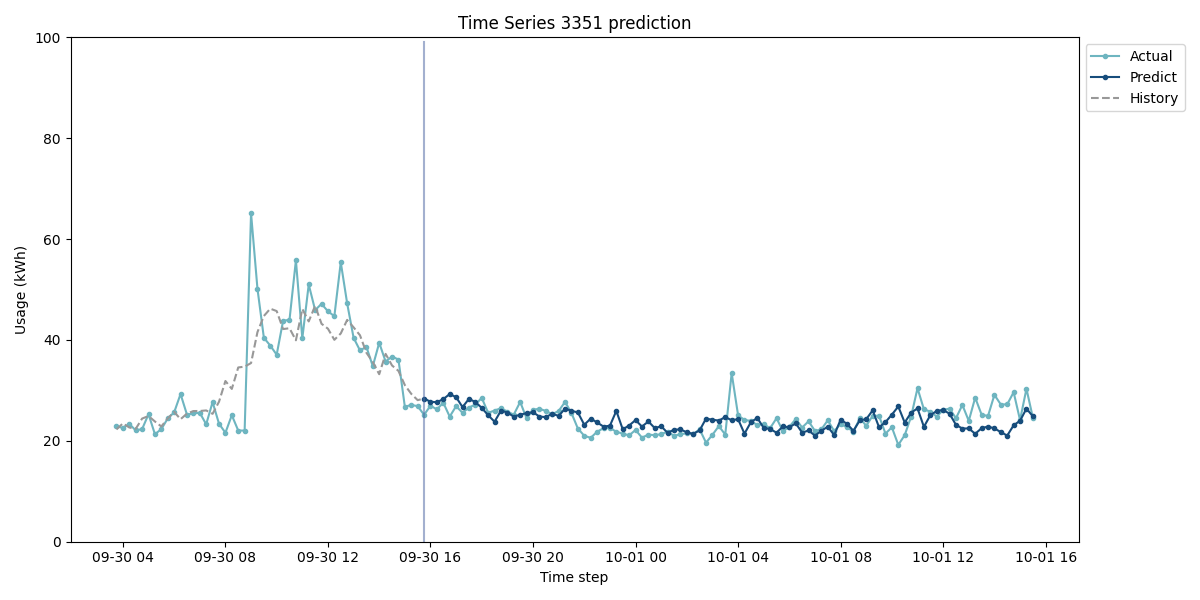 Time Series 3351 prediction
100
80
60
40
20
0
Usage (kWh)
09-30 04
09-30 08
09-30 12
09-30 16
09-30 20
10-01 00
10-01 04
10-01 08
10-01 12
10-01 16
Time step
Actual
Predict
History